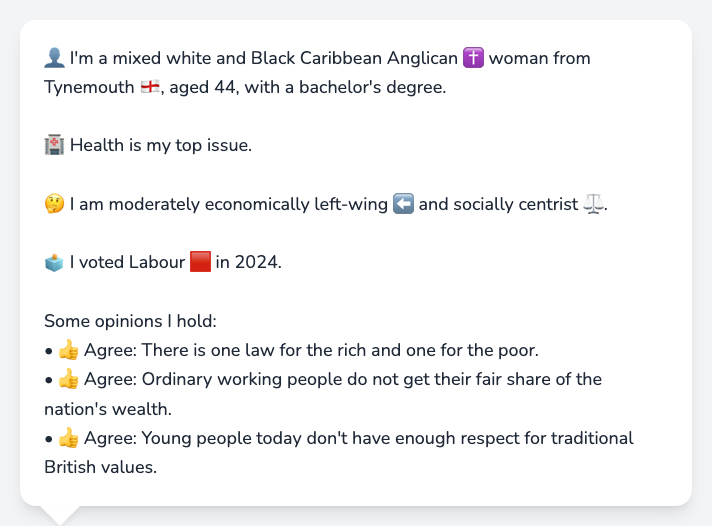 👤 I'm a mixed white and Black Caribbean Anglican ✝️ woman from
Tynemouth 🏴󠁧󠁢󠁥󠁮󠁧󠁿, aged 44, with a bachelor's degree.
🏥 Health is my top issue.
🤔 I am moderately economically left-wing ⬅️ and socially centrist ⚖️.
🗳️ I voted Labour 🟥 in 2024.
Some opinions I hold:
• 👍 Agree: There is one law for the rich and one for the poor.
• 👍 Agree: Ordinary working people do not get their fair share of the
nation's wealth.
• 👍 Agree: Young people today don't have enough respect for traditional
British values.